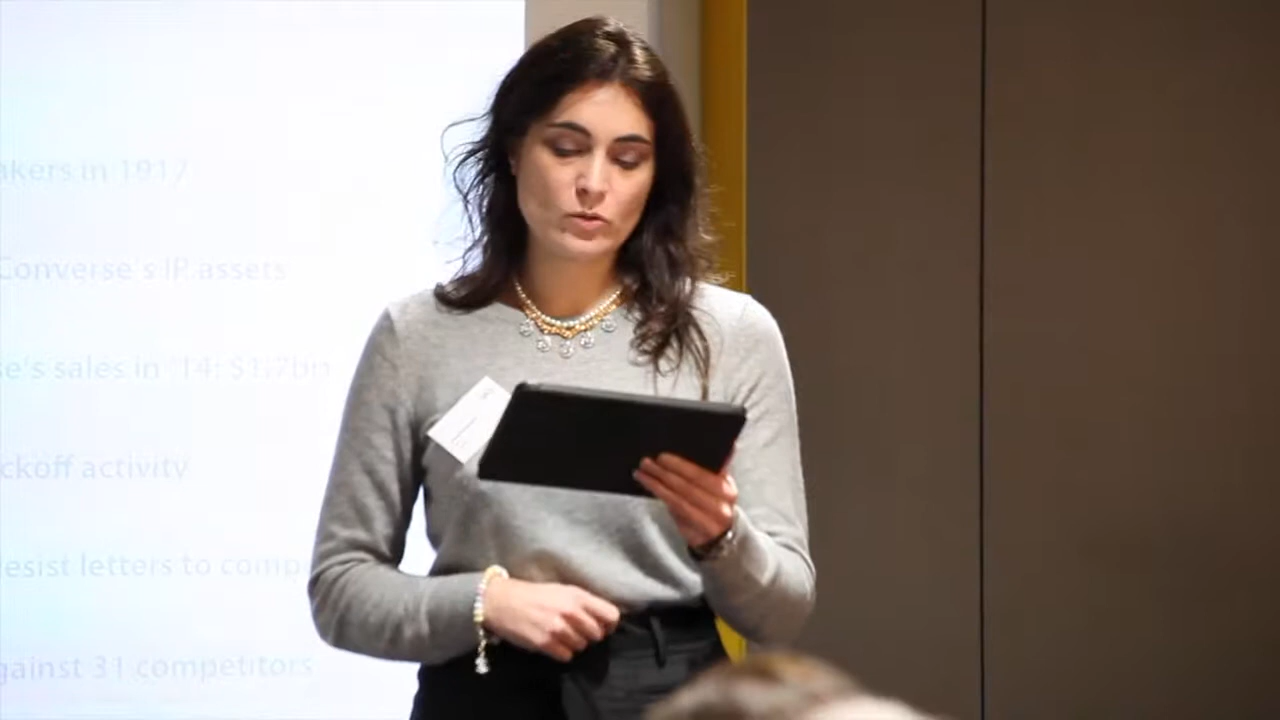 akers in 1917
Converse's IP assets
se's sales in '14: $1.7bn
ckoff activity
desist letters to comp
gainst 31 competitors